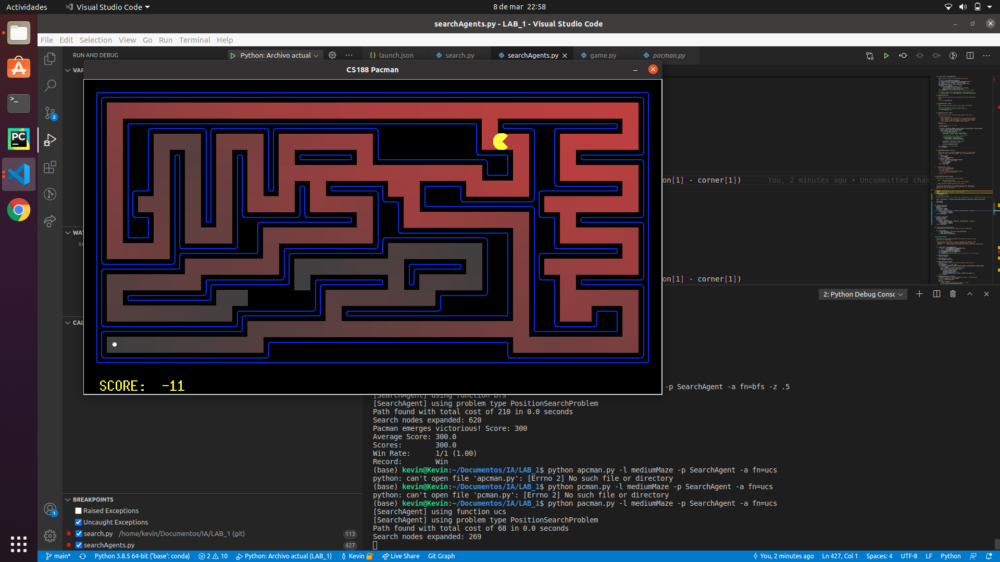 Actividades
Visual Studio Code
8 de mar 22:58
searchAgents.py - LAB_1 - Visual Studio Code
File Edit Selection View Go Run Terminal Help
RUN AND DEBUG
Python: Archivo actual
launch.json
search.py
searchAgents.py
game.py
pacman.py
VAR
CS188 Pacman
on[1] - corner[1])
You, 2 minutes ago • Uncommitted chan
WAT
se
on[1] - corner[1])
2: Python Debug Consc
CAL
SCORE: -11
-p SearchAgent -a fn=bfs -z .5
[SearchAgent] using function bfs
[SearchAgent] using problem type PositionSearchProblem
Path found with total cost of 210 in 0.0 seconds
Search nodes expanded: 620
Pacman emerges victorious! Score: 300
Average Score: 300.0
Scores: 300.0
Win Rate: 1/1 (1.00)
Record: Win
(base) kevin@Kevin:~/Documentos/IA/LAB_1$ python apcman.py -l mediumMaze -p SearchAgent -a fn=ucs
python: can't open file 'apcman.py': [Errno 2] No such file or directory
(base) kevin@Kevin:~/Documentos/IA/LAB_1$ python pcman.py -l mediumMaze -p SearchAgent -a fn=ucs
python: can't open file 'pcman.py': [Errno 2] No such file or directory
(base) kevin@Kevin:~/Documentos/IA/LAB_1$ python pacman.py -l mediumMaze -p SearchAgent -a fn=ucs
[SearchAgent] using function ucs
[SearchAgent] using problem type PositionSearchProblem
Path found with total cost of 68 in 0.0 seconds
Search nodes expanded: 269
BREAKPOINTS
Raised Exceptions
Uncaught Exceptions
search.py /home/kevin/Documentos/IA/LAB_1 (git) 113
searchAgents.py 427
PC
2
1
main*
Python 3.8.5 64-bit ('base': conda)
2
10
Python: Archivo actual (LAB_1)
Kevin
Live Share
Git Graph
You, 2 minutes ago
Ln 427, Col 1
Spaces: 4
UTF-8
LF
Python